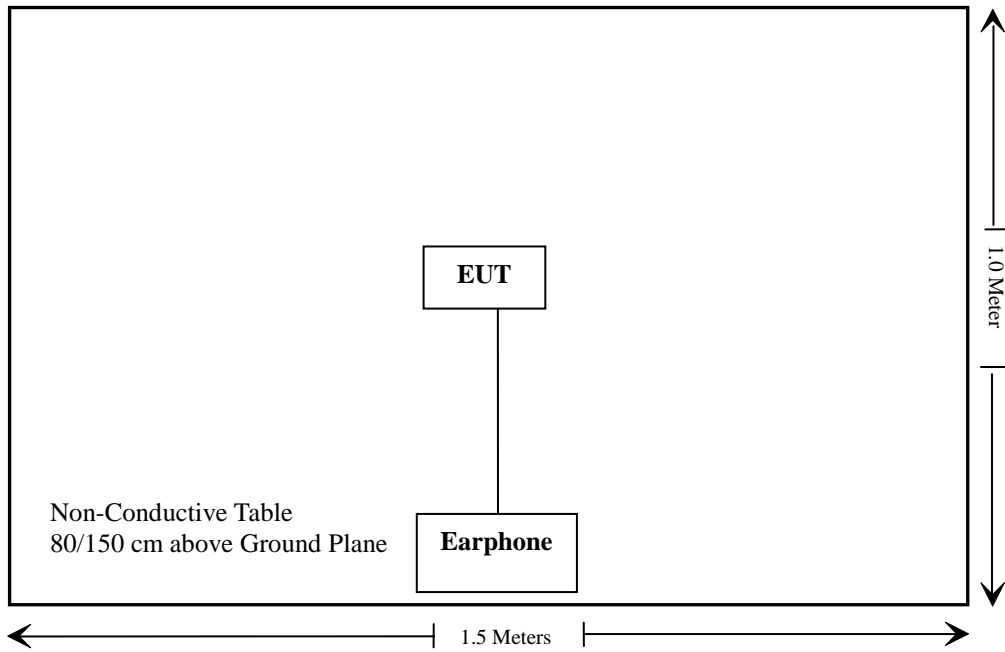 EUT
1.0 Meter
Non-Conductive Table
80/150 cm above Ground Plane
Earphone
1.5 Meters